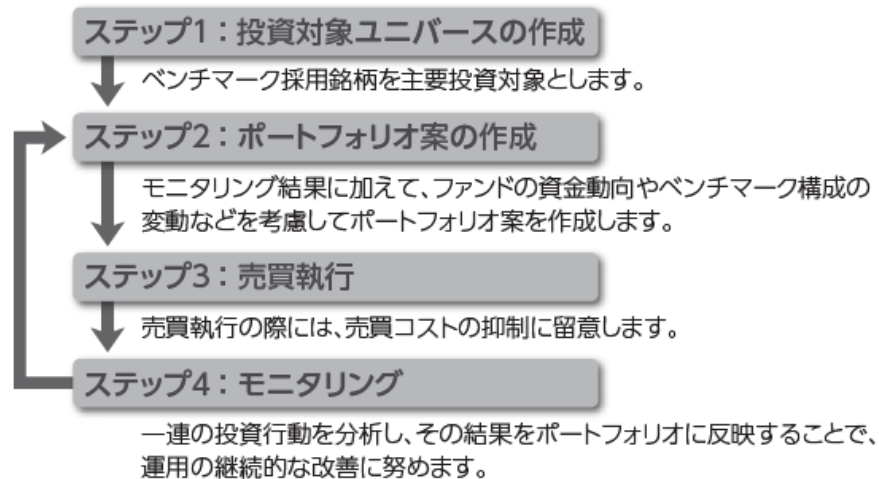 ステップ1：投資対象ユニバースの作成
ベンチマーク採用銘柄を主要投資対象とします。
ステップ2：ポートフォリオ案の作成
モニタリング結果に加えて、ファンドの資金動向やベンチマーク構成の
変動などを考慮してポートフォリオ案を作成します。
ステップ3：売買執行
売買執行の際には、売買コストの抑制に留意します。
ステップ4：モニタリング
一連の投資行動を分析し、その結果をポートフォリオに反映することで、
運用の継続的な改善に努めます。